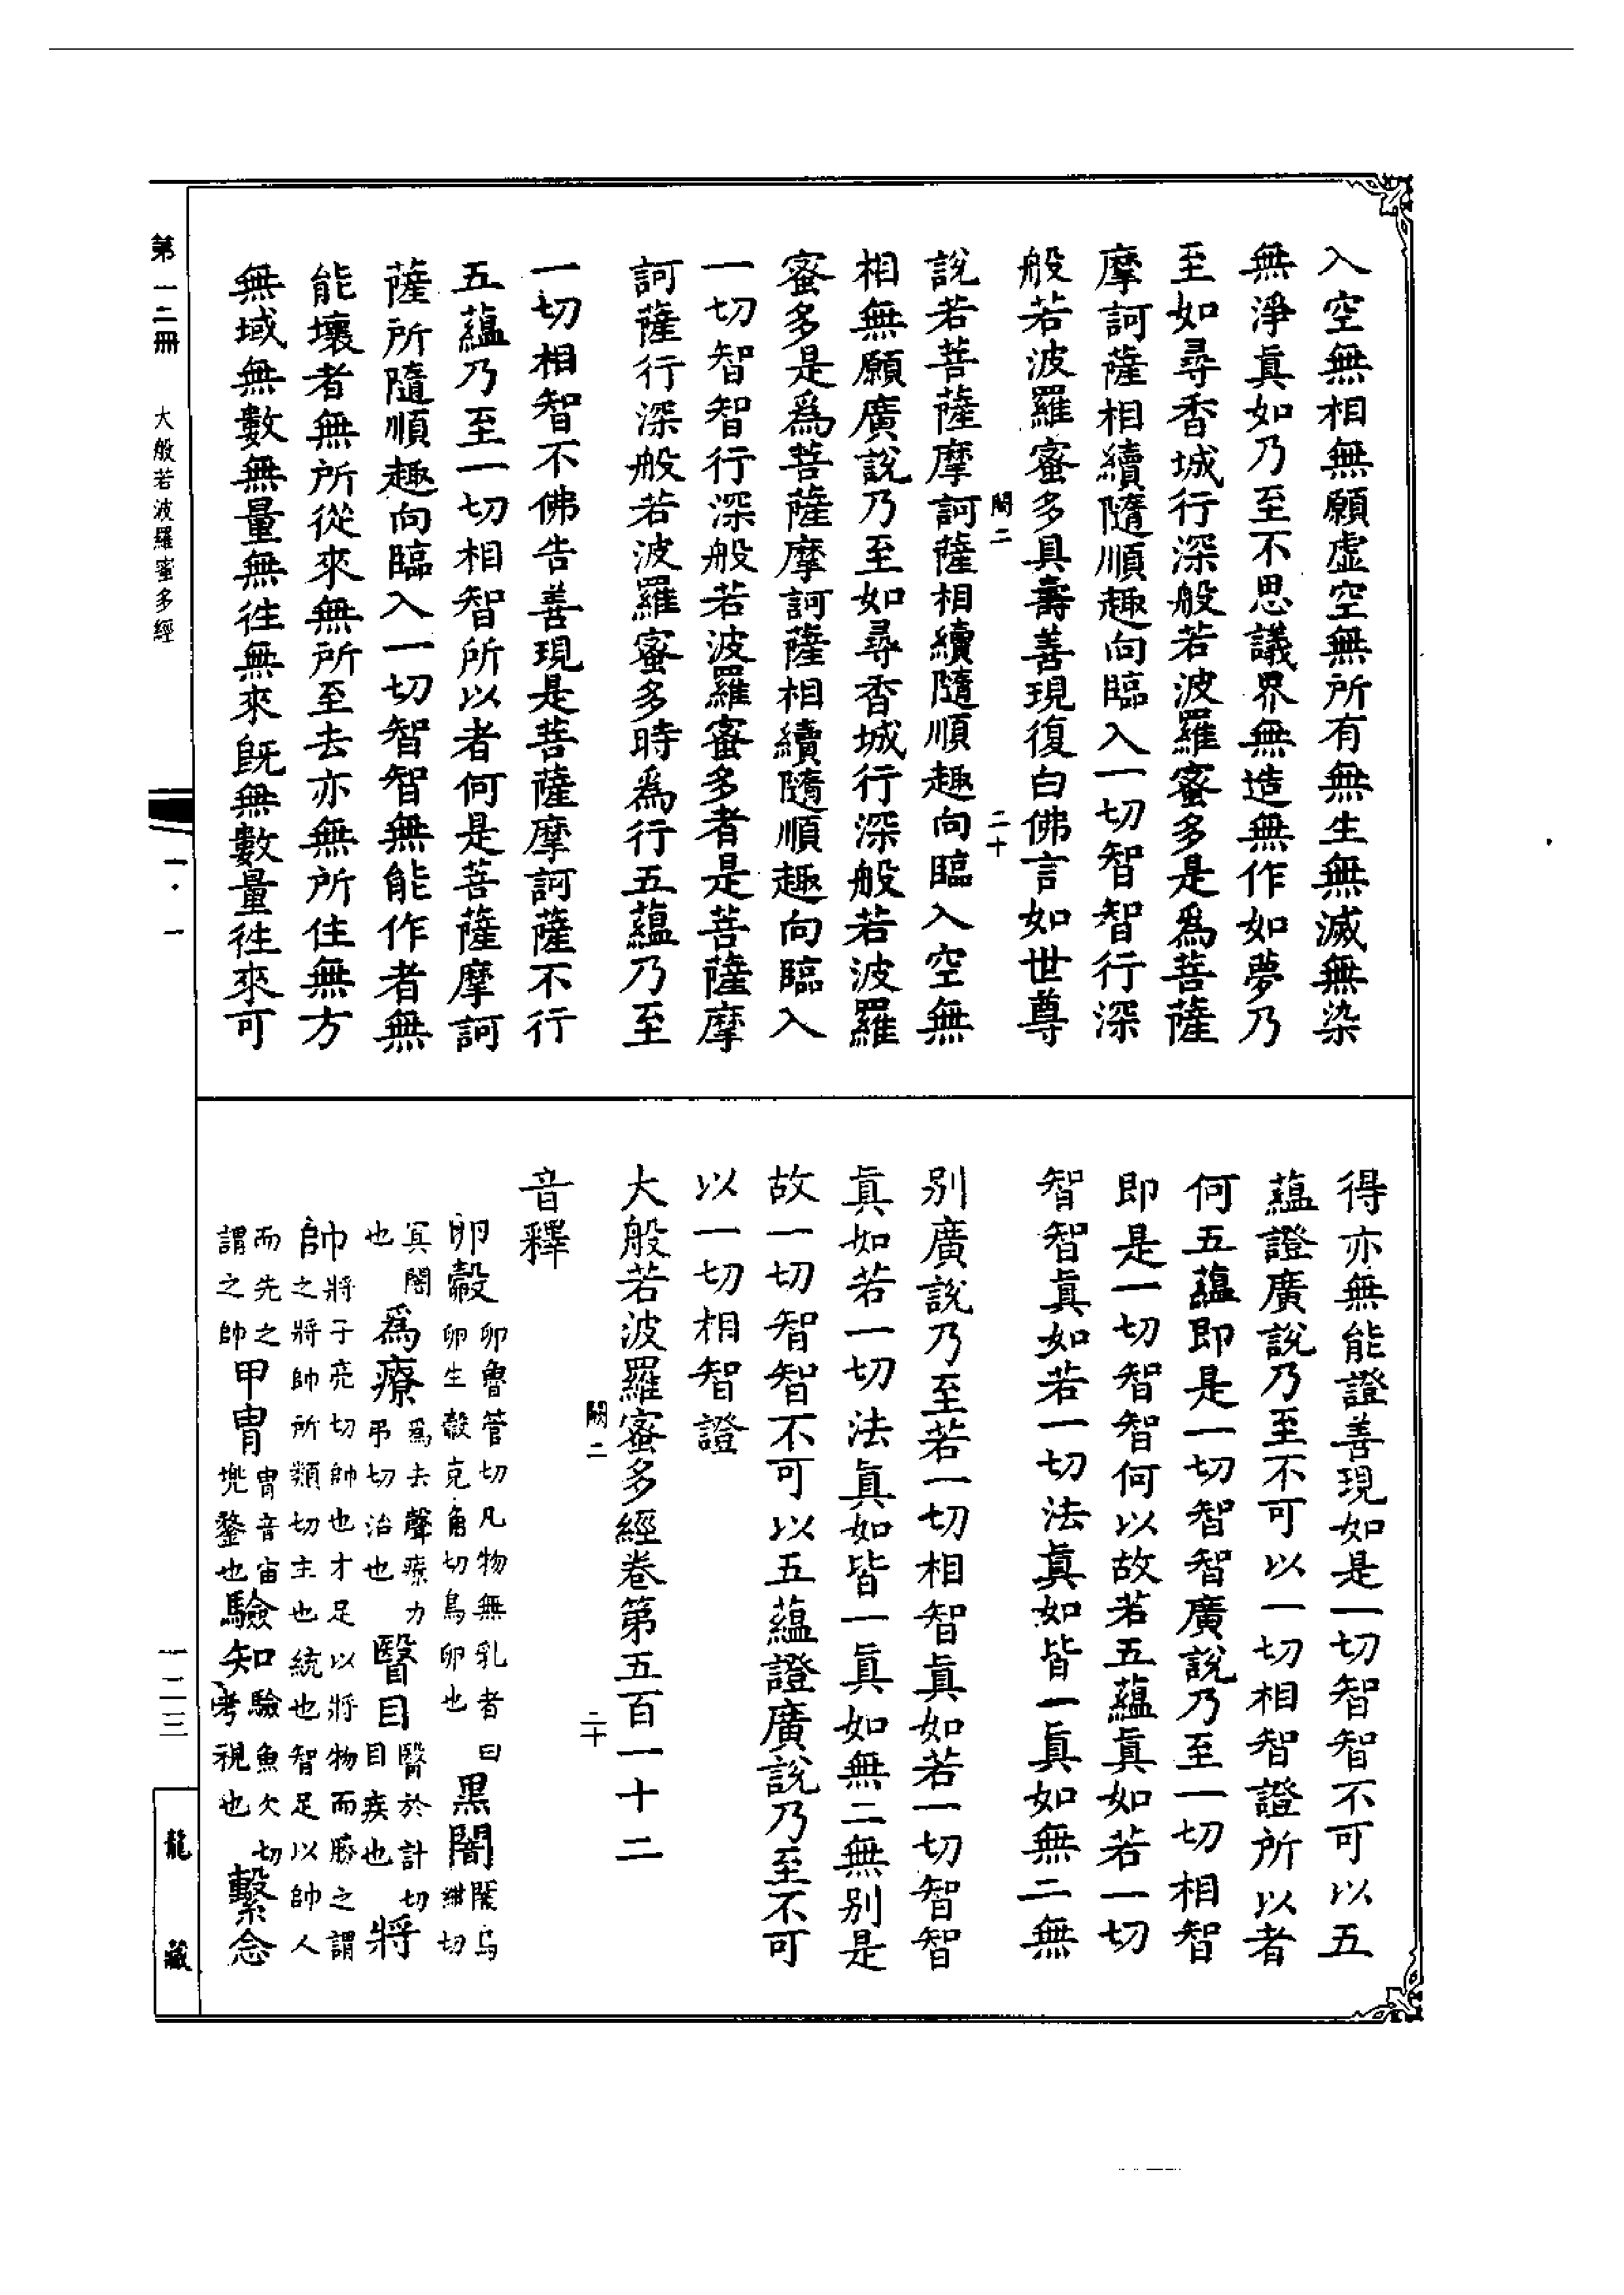 入空無相無願虛空無所有無生無滅無染
無淨眞如乃至不思議界無造無作如夢乃
至如尋香城行深般若波羅蜜多是爲菩薩
摩訶薩相續隨順趣向臨入一切智智行深
般若波羅蜜多具壽善現復白佛言如世尊
二 二十
說若菩薩摩訶薩相續隨順趣向臨入空無
相無願廣說乃至如尋香城行深般若波羅
蜜多是爲菩薩摩訶薩相續隨順趣向臨入
一切智智行深般若波羅蜜多者是菩薩摩
訶薩行深般若波羅蜜多時爲行五蘊乃至
一切相智不佛告善現是菩薩摩訶薩不行
五蘊乃至一切相智所以者何是菩薩摩訶
薩所隨順趣向臨入一切智智無能作者無
能壞者無所從來無所至去亦無所住無方
無域無數無量無往無來旣無數量往來可
得亦無能證善現如是一切智智不可以五
蘊證廣說乃至不可以一切相智證所以者
何五蘊即是一切智智廣說乃至一切相智
即是一切智智何以故若五蘊眞如若一切
智智眞如若一切法眞如皆一眞如無二無
別廣說乃至若一切相智眞如若一切智智
眞如若一切法眞如皆一眞如無二無別是
故一切智智不可以五蘊證廣說乃至不可
以一切相智證
大般若波羅蜜多經卷第五百一十二
闕二 二十
音釋
卵㲉
卵魯管切凡物無乳者曰
卵生㲉克角切鳥卵也
黑闇
闇烏
紺切
冥闇
也
爲療
爲去聲療力
弔切治也
瞖目
瞖於計切
目疾也
將
帥
將子亮切帥也才足以將物而勝之謂
之將帥所類切主也統也智足以帥人
而先之
謂之帥
甲冑
冑音宙
兠鍪也
驗知
驗魚欠切
考視也
繫念
第一二冊 大般若波羅蜜多經
一・一
一二三
龍藏